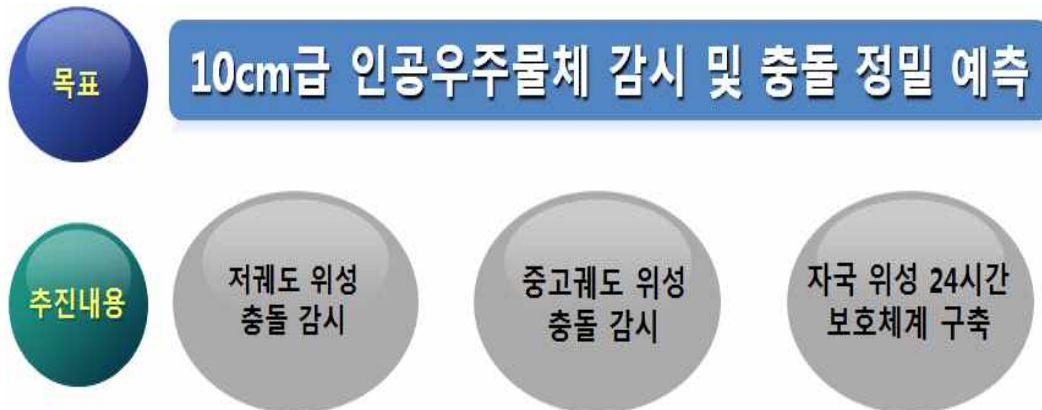 목표
10cm급 인공우주물체 감시 및 충돌 정밀 예측
추진내용
저궤도 위성
충돌 감시
중고궤도 위성
충돌 감시
자국 위성 24시간
보호체계 구축